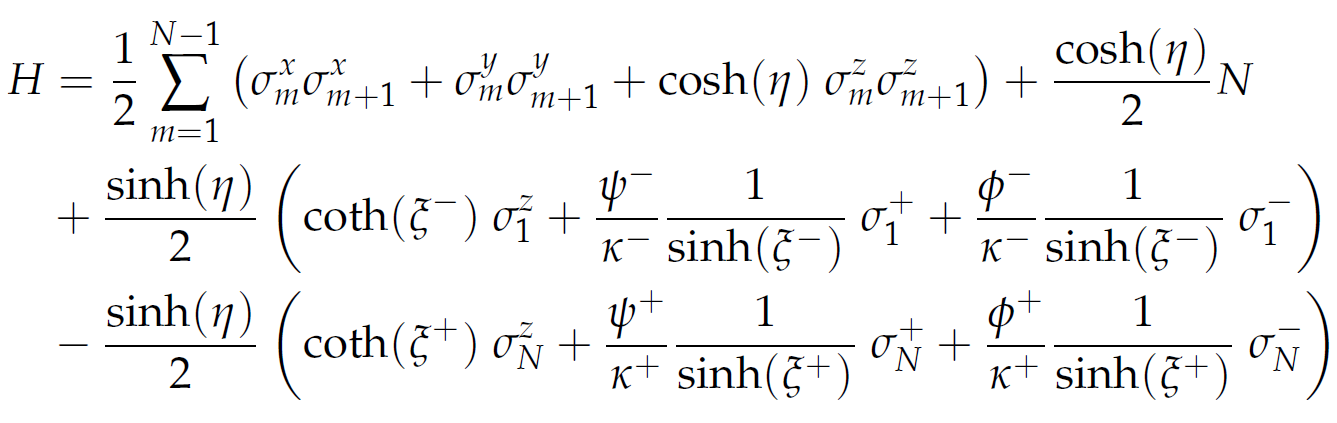 H = \frac{1}{2} \sum_{m=1}^{N-1} \left( \sigma_m^x \sigma_{m+1}^x + \sigma_m^y \sigma_{m+1}^y + \cosh(\eta) \, \sigma_m^z \sigma_{m+1}^z \right) + \frac{\cosh(\eta)}{2} N
+ \frac{\sinh(\eta)}{2} \left( \coth(\xi^-) \, \sigma_1^z + \frac{\psi^-}{\kappa^-} \frac{1}{\sinh(\xi^-)} \, \sigma_1^+ + \frac{\phi^-}{\kappa^-} \frac{1}{\sinh(\xi^-)} \, \sigma_1^- \right)
- \frac{\sinh(\eta)}{2} \left( \coth(\xi^+) \, \sigma_N^z + \frac{\psi^+}{\kappa^+} \frac{1}{\sinh(\xi^+)} \, \sigma_N^+ + \frac{\phi^+}{\kappa^+} \frac{1}{\sinh(\xi^+)} \, \sigma_N^- \right)